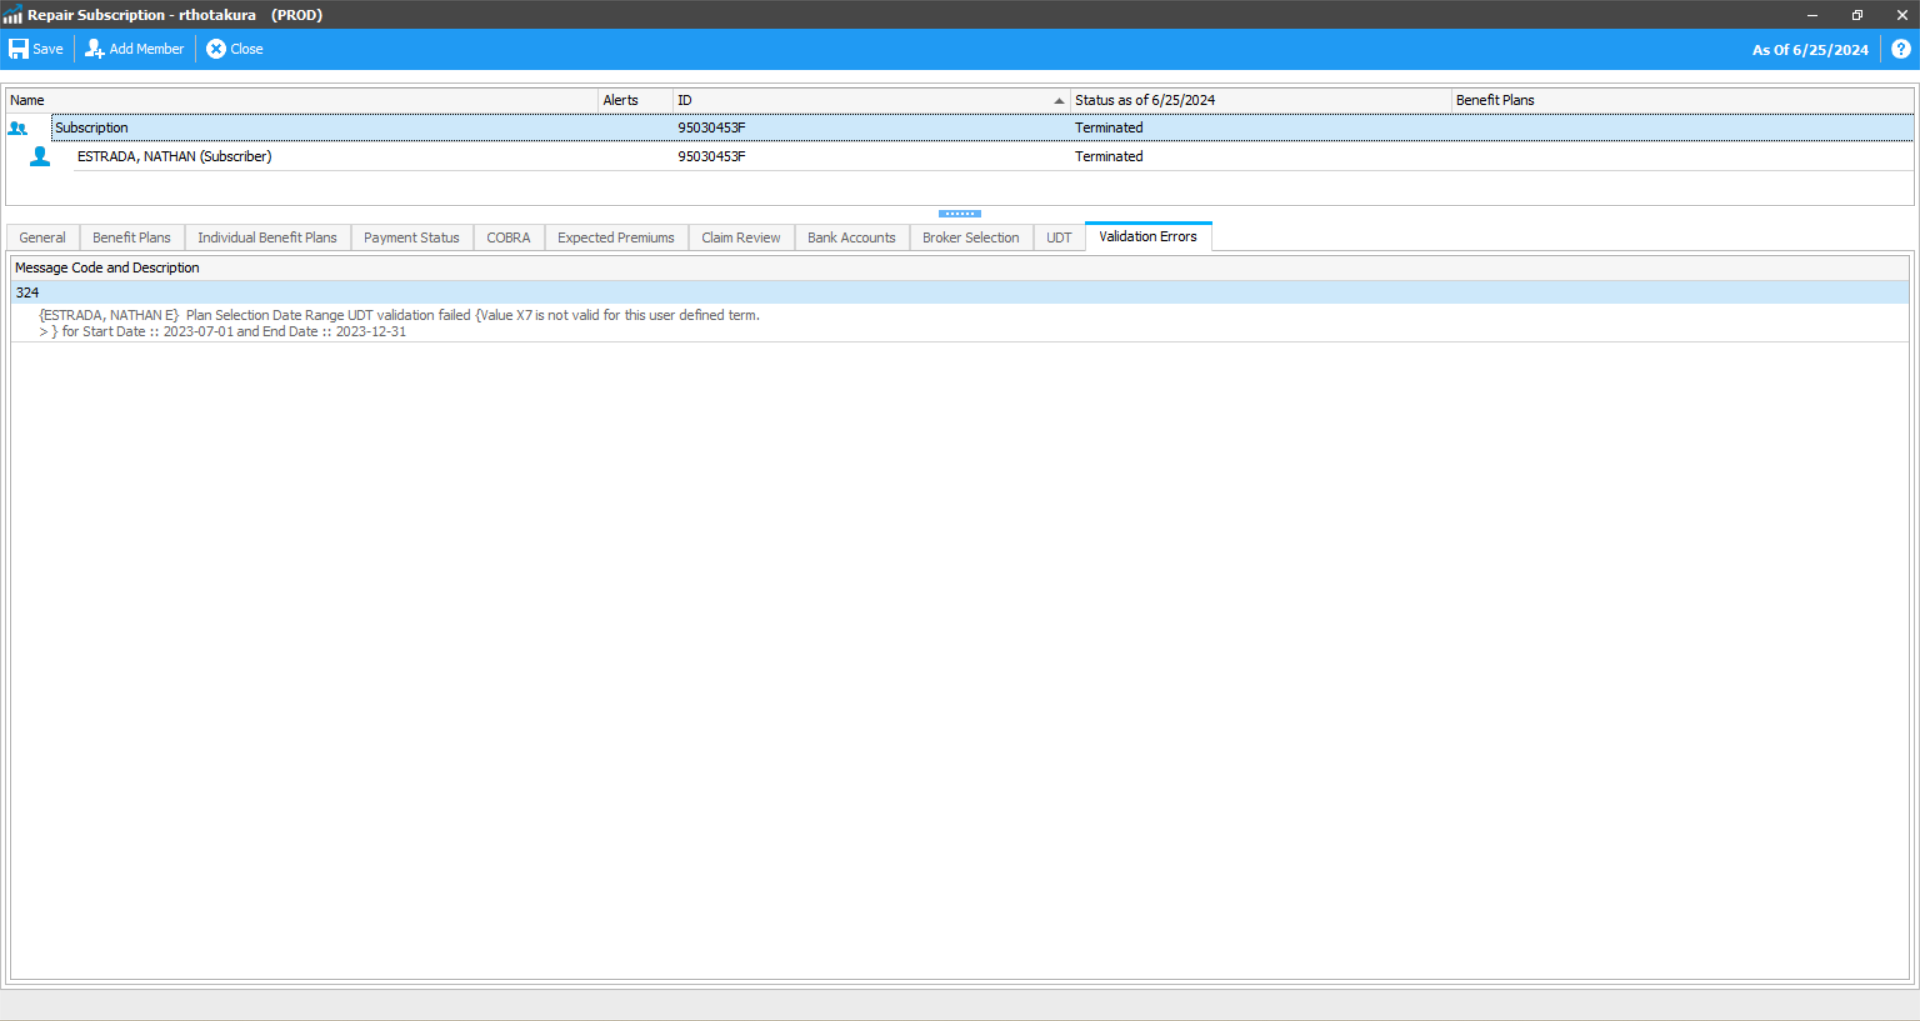 Repair Subscription - rthotakura (PROD)
Save Add Member Close As Of 6/25/2024 ?
Name Alerts ID Status as of 6/25/2024 Benefit Plans
Subscription 95030453F Terminated
ESTRADA, NATHAN (Subscriber) 95030453F Terminated
General Benefit Plans Individual Benefit Plans Payment Status COBRA Expected Premiums Claim Review Bank Accounts Broker Selection UDT Validation Errors
Message Code and Description
324
{ESTRADA, NATHAN E} Plan Selection Date Range UDT validation failed {Value X7 is not valid for this user defined term.
> } for Start Date :: 2023-07-01 and End Date :: 2023-12-31